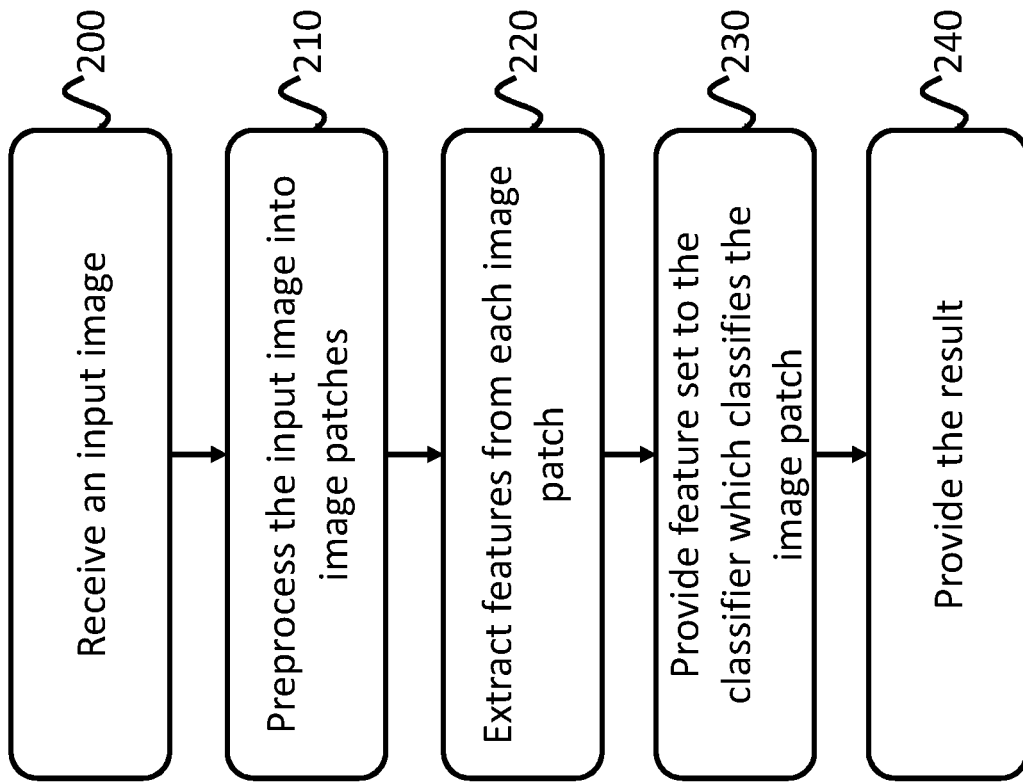 Receive an input image
200
Preprocess the input image into
image patches
210
Extract features from each image
patch
220
Provide feature set to the
classifier which classifies the
image patch
230
Provide the result
240